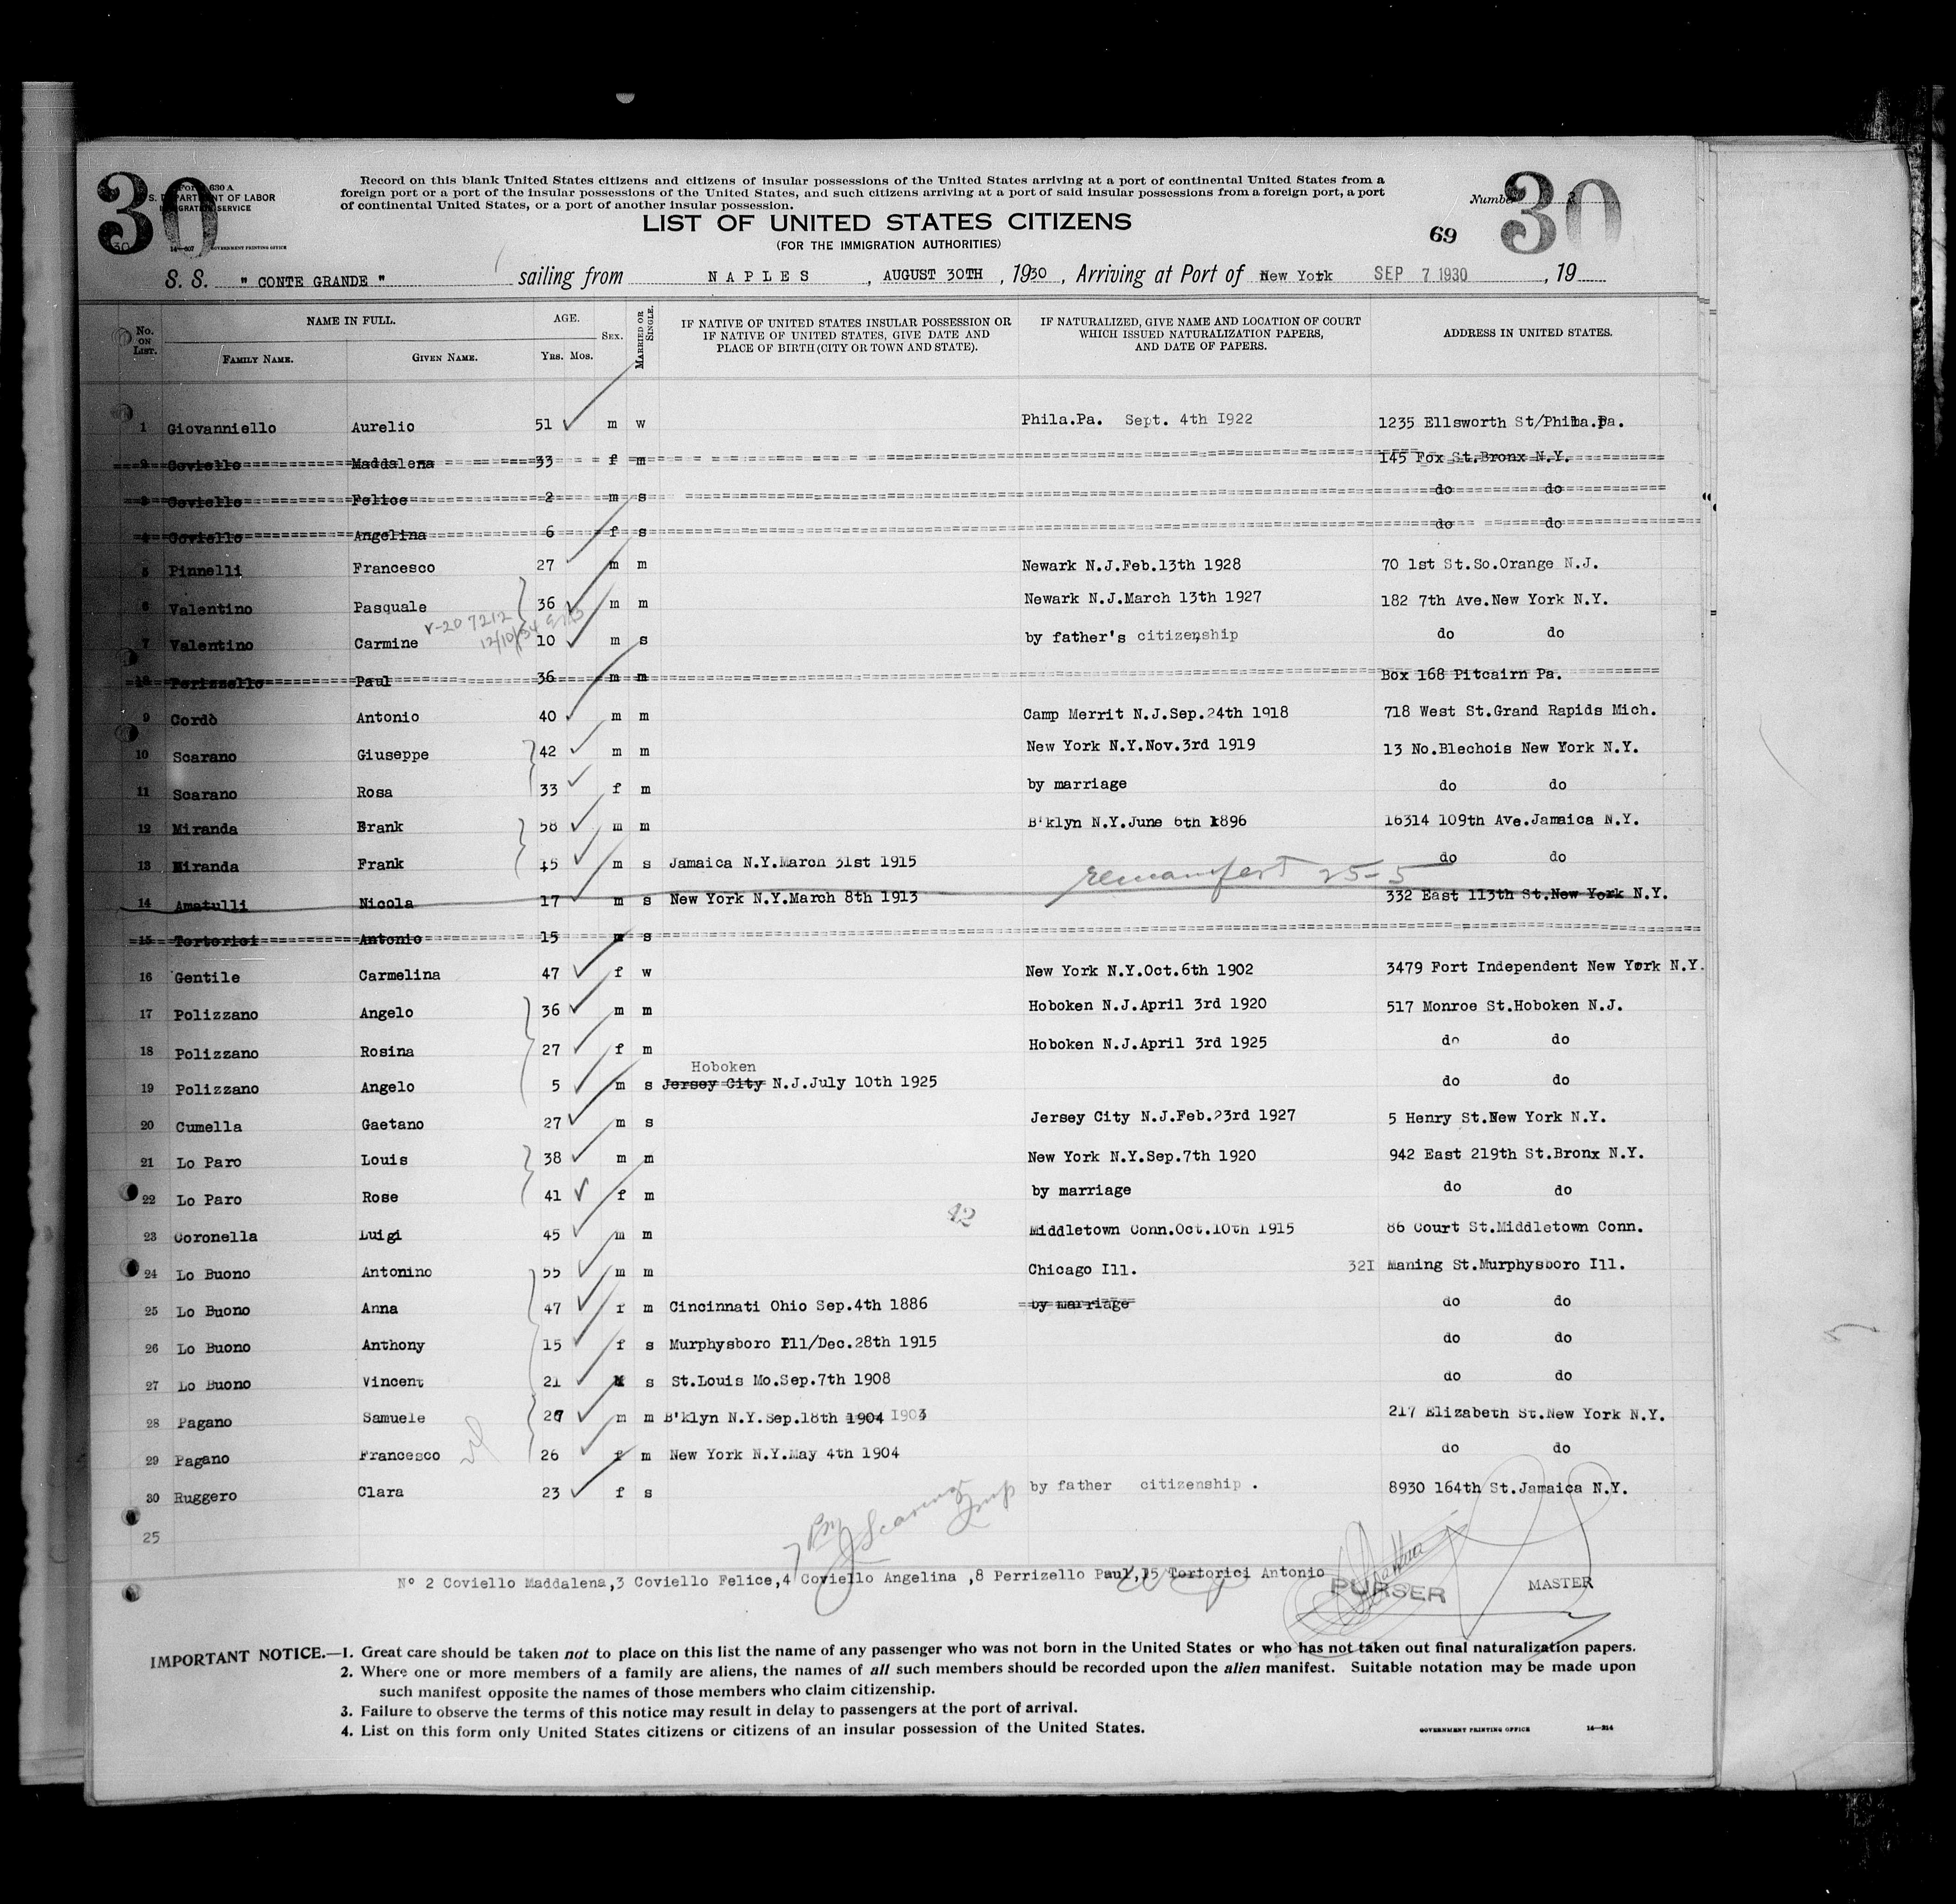 30
Form 630 A
U. S. DEPARTMENT OF LABOR
IMMIGRATION SERVICE
GOVERNMENT PRINTING OFFICE
Record on this blank United States citizens and citizens of insular possessions of the United States arriving at a port of continental United States from a
foreign port or a port of the insular possessions of the United States, and such citizens arriving at a port of said insular possessions from a foreign port, a port
of continental United States, or a port of another insular possession.
Number 30
LIST OF UNITED STATES CITIZENS
(FOR THE IMMIGRATION AUTHORITIES)
69
S. S. " CONTE GRANDE " sailing from NAPLES , AUGUST 30TH , 1930 , Arriving at Port of New York SEP 7 1930 , 19
No. ON LIST. NAME IN FULL. FAMILY NAME. GIVEN NAME. AGE. YRS. MOS. SEX. MARRIED OR SINGLE. IF NATIVE OF UNITED STATES INSULAR POSSESSION OR IF NATIVE OF UNITED STATES, GIVE DATE AND PLACE OF BIRTH (CITY OR TOWN AND STATE). IF NATURALIZED, GIVE NAME AND LOCATION OF COURT WHICH ISSUED NATURALIZATION PAPERS, AND DATE OF PAPERS. ADDRESS IN UNITED STATES.
1 Giovanniello Aurelio 51 m w Phila.Pa. Sept. 4th I922 1235 Ellsworth St/Phila.Pa.
2 Coviello Maddalena 33 f m 145 Fox St.Bronx N.Y.
3 Coviello Felice 2 m s do do
4 Coviello Angelina 6 f s do do
5 Pinnelli Francesco 27 m m Newark N.J.Feb.13th 1928 70 1st St.So.Orange N.J.
6 Valentino Pasquale 36 m m Newark N.J.March 13th 1927 182 7th Ave.New York N.Y.
v-20 7212
12/10/34
7 Valentino Carmine 10 m s by father's citizenship do do
Perizzello Paul 36 m m Box 168 Pitcairn Pa.
9 Cordò Antonio 40 m m Camp Merrit N.J.Sep.24th 1918 718 West St.Grand Rapids Mich.
10 Scarano Giuseppe 42 m m New York N.Y.Nov.3rd 1919 13 No.Blechois New York N.Y.
11 Scarano Rosa 33 f m by marriage do do
12 Miranda Frank 58 m m B'klyn N.Y.June 6th 1896 16314 109th Ave.Jamaica N.Y.
13 Miranda Frank 15 m s Jamaica N.Y.March 31st 1915 do do
remanifest 25-5
14 Amatulli Nicola 17 m s New York N.Y.March 8th 1913 332 East 113th St.New York N.Y.
15 Tortorici Antonio 15 m s
16 Gentile Carmelina 47 f w New York N.Y.Oct.6th 1902 3479 Fort Independent New York N.Y.
17 Polizzano Angelo 36 m m Hoboken N.J.April 3rd 1920 517 Monroe St.Hoboken N.J.
18 Polizzano Rosina 27 f m Hoboken N.J.April 3rd 1925 do do
Hoboken
19 Polizzano Angelo 5 m s Jersey City N.J.July 10th 1925 do do
20 Cumella Gaetano 27 m s Jersey City N.J.Feb.23rd 1927 5 Henry St.New York N.Y.
21 Lo Paro Louis 38 m m New York N.Y.Sep.7th 1920 942 East 219th St.Bronx N.Y.
22 Lo Paro Rose 41 f m by marriage do do
42
23 Coronella Luigi 45 m m Middletown Conn.Oct.10th 1915 86 Court St.Middletown Conn.
24 Lo Buono Antonino 55 m m Chicago Ill. 32I Maning St.Murphysboro Ill.
25 Lo Buono Anna 47 f m Cincinnati Ohio Sep.4th 1886 by marriage do do
26 Lo Buono Anthony 15 f s Murphysboro Ill/Dec.28th 1915 do do
27 Lo Buono Vincent 21 M s St.Louis Mo.Sep.7th 1908 do do
28 Pagano Samuele 27 m m B'klyn N.Y.Sep.18th 1904 I903 217 Elizabeth St.New York N.Y.
29 Pagano Francesco 26 f m New York N.Y.May 4th 1904 do do
30 Ruggero Clara 23 f s by father citizenship . 8930 164th St.Jamaica N.Y.
25
N° 2 Coviello Maddalena,3 Coviello Felice,4 Coviello Angelina ,8 Perrizello Paul,15 Tortorici Antonio
PURSER MASTER
IMPORTANT NOTICE.—1. Great care should be taken not to place on this list the name of any passenger who was not born in the United States or who has not taken out final naturalization papers.
2. Where one or more members of a family are aliens, the names of all such members should be recorded upon the alien manifest. Suitable notation may be made upon
such manifest opposite the names of those members who claim citizenship.
3. Failure to observe the terms of this notice may result in delay to passengers at the port of arrival.
4. List on this form only United States citizens or citizens of an insular possession of the United States.
GOVERNMENT PRINTING OFFICE 14—214